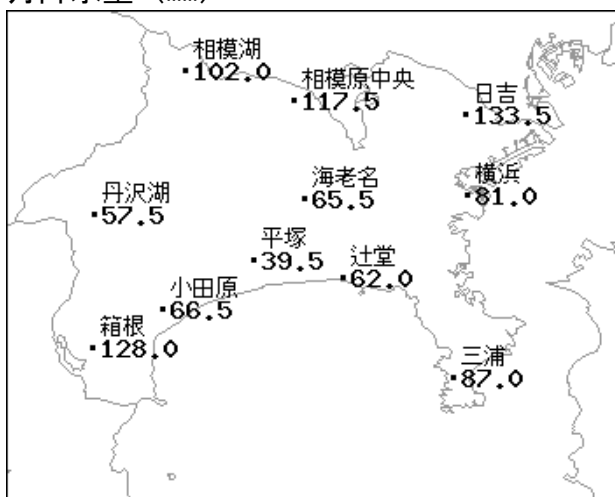 相模湖
102.0
相模原中央
117.5
日吉
133.5
丹沢湖
57.5
海老名
65.5
横浜
81.0
平塚
39.5
辻堂
62.0
小田原
66.5
箱根
128.0
三浦
87.0